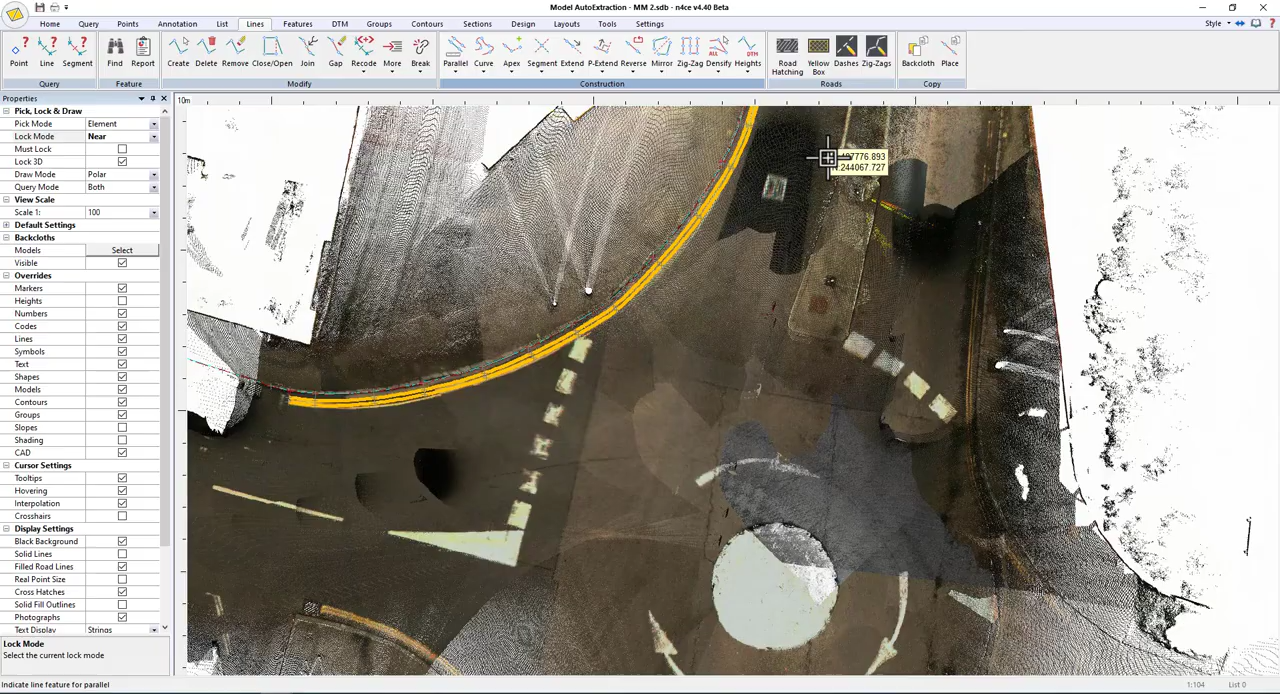 Model AutoExtraction - MM 2.sdb - n4ce v4.40 Beta
Home Query Points Annotation List Lines Features DTM Groups Contours Sections Design Layouts Tools Settings Style
Point Line Segment Find Report Create Delete Remove Close/Open Join Gap Recode More Break Parallel Curve Apex Segment Extend P-Extend Reverse Mirror Zig-Zag Densify Heights Road Hatching Yellow Box Dashes Zig-Zags Backcloth Place
Query Feature Modify Construction Roads Copy
Properties
10m
Pick, Lock & Draw
Pick Mode Element
Lock Mode Near
Must Lock
Lock 3D
Draw Mode Polar
Query Mode Both
View Scale
Scale 1: 100
Default Settings
Backcloths
Models Select
Visible
Overrides
Markers
Heights
Numbers
Codes
Lines
Symbols
Text
Shapes
Models
Contours
Groups
Slopes
Shading
CAD
Cursor Settings
Tooltips
Hovering
Interpolation
Crosshairs
Display Settings
Black Background
Solid Lines
Filled Road Lines
Real Point Size
Cross Hatches
Solid Fill Outlines
Photographs
Text Display Strings
Lock Mode
Select the current lock mode
244067.727
Indicate line feature for parallel
1:104 List 0